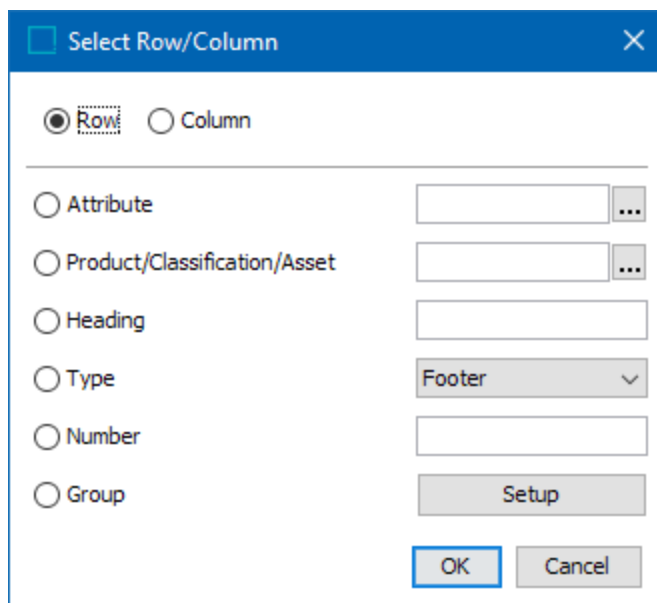 Select Row/Column
Row Column
Attribute ...
Product/Classification/Asset ...
Heading
Type Footer
Number
Group Setup
OK Cancel